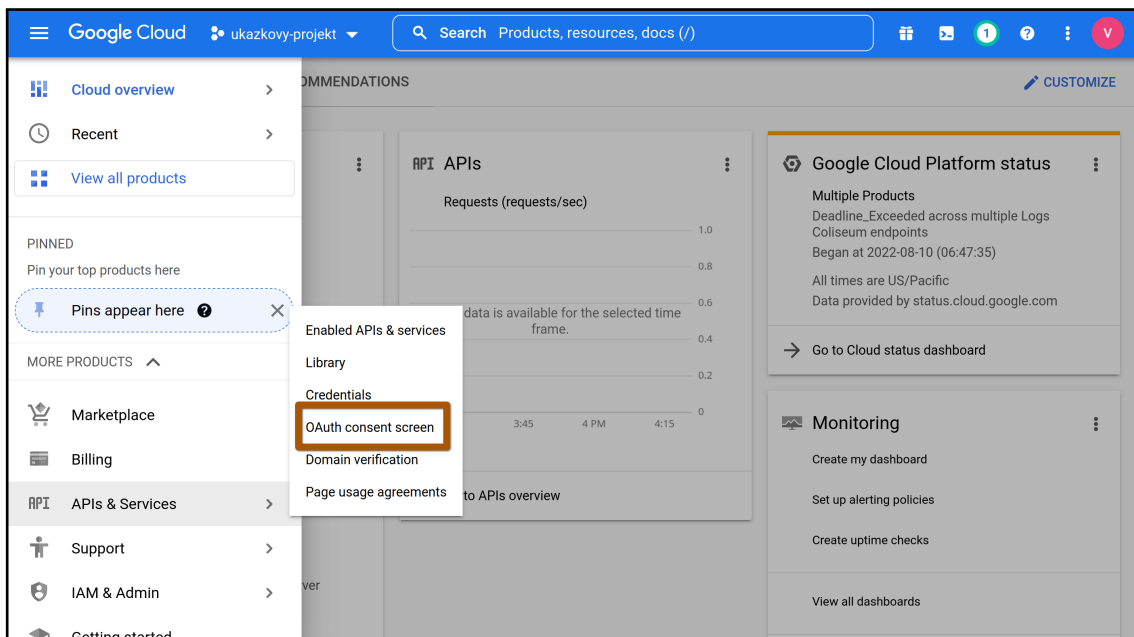 Google Cloud
ukazkovy-projekt
Search Products, resources, docs (/)
1
V
Cloud overview
Recent
View all products
PINNED
Pin your top products here
Pins appear here
MORE PRODUCTS
Marketplace
Billing
API APIs & Services
Support
IAM & Admin
Getting started
Enabled APIs & services
Library
Credentials
OAuth consent screen
Domain verification
Page usage agreements
CUSTOMIZE
API APIs
Requests (requests/sec)
1.0
0.8
0.6
0.4
0.2
0
data is available for the selected time
frame.
3:45
4 PM
4:15
to APIs overview
Google Cloud Platform status
Multiple Products
Deadline_Exceeded across multiple Logs
Coliseum endpoints
Began at 2022-08-10 (06:47:35)
All times are US/Pacific
Data provided by status.cloud.google.com
Go to Cloud status dashboard
Monitoring
Create my dashboard
Set up alerting policies
Create uptime checks
View all dashboards